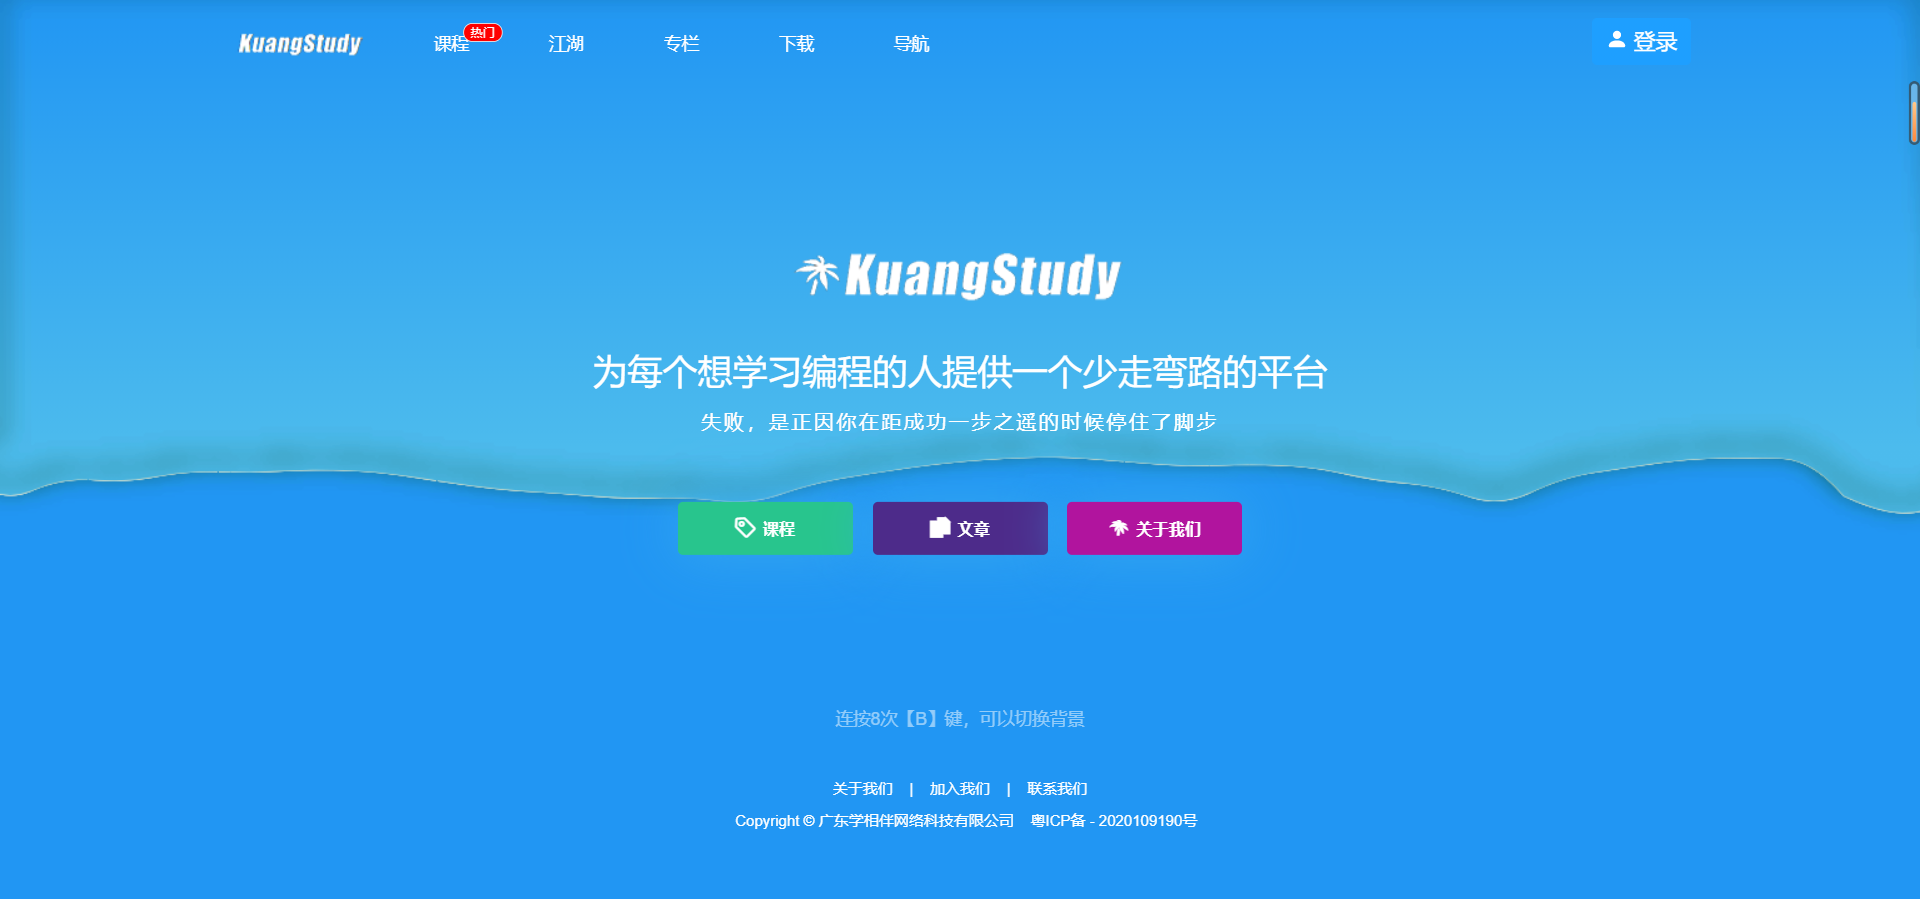 KuangStudy 课程 热门 江湖 专栏 下载 导航 登录
KuangStudy
为每个想学习编程的人提供一个少走弯路的平台
失败，是正因你在距成功一步之遥的时候停住了脚步
课程 文章 关于我们
连按8次【B】键，可以切换背景
关于我们 | 加入我们 | 联系我们
Copyright © 广东学相伴网络科技有限公司 粤ICP备 - 2020109190号